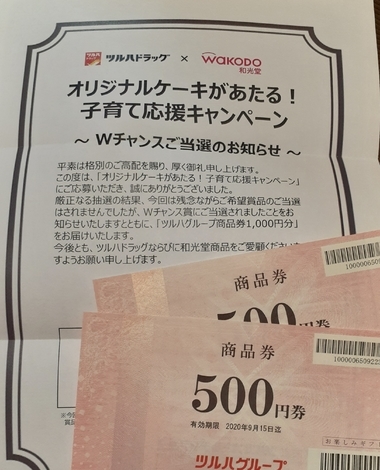 ツルハドラッグ × WAKODO
和光堂
オリジナルケーキがあたる！
子育て応援キャンペーン
～ Wチャンスご当選のお知らせ ～
平素は格別のご高配を賜り、厚く御礼申し上げます。
この度は、「オリジナルケーキがあたる！子育て応援キャンペーン」
にご応募いただき、誠にありがとうございました。
厳正なる抽選の結果、今回は残念ながらご希望賞品のご当選
はされませんでしたが、Wチャンス賞にご当選されましたことをお
知らせいたしますとともに、「ツルハグループ商品券1,000円分」
をお届けいたします。
今後とも、ツルハドラッグならびに和光堂商品をご愛顧ください
ますようお願い申し上げます。
商品券
500円券
商品券
500円券
有効期限 2020年9月15日迄
ツルハグループ